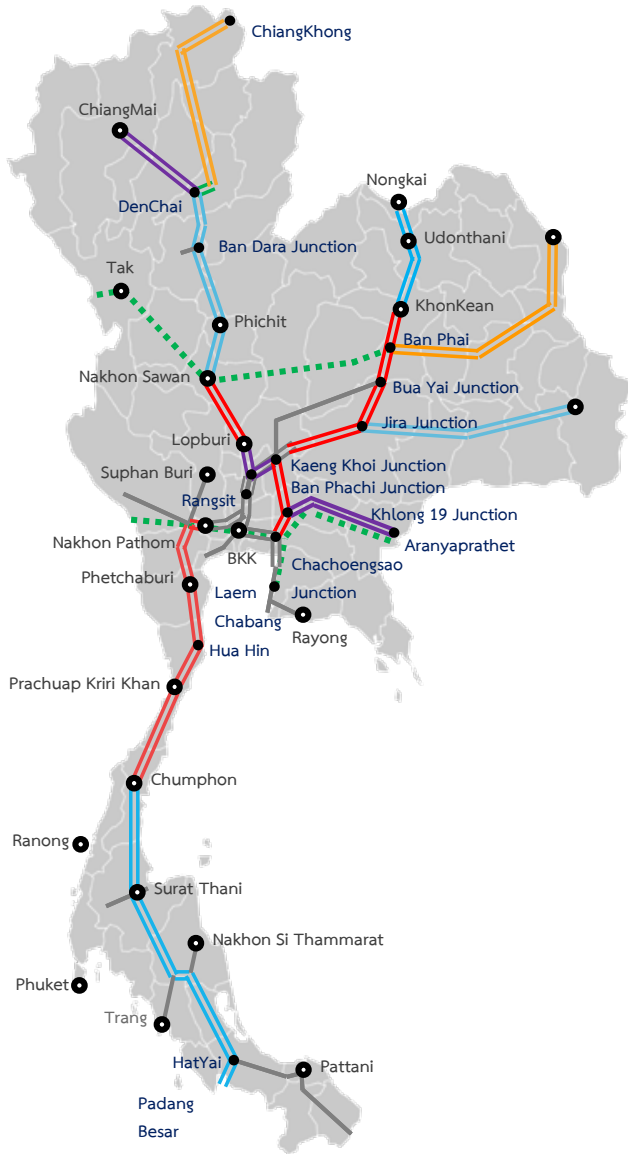 ChiangKhong
ChiangMai
Nongkai
DenChai
Udonthani
Ban Dara Junction
Tak
KhonKean
Phichit
Ban Phai
Nakhon Sawan
Bua Yai Junction
Jira Junction
Lopburi
Kaeng Khoi Junction
Suphan Buri
Ban Phachi Junction
Rangsit
Khlong 19 Junction
Nakhon Pathom
Aranyaprathet
BKK
Chachoengsao
Junction
Phetchaburi
Laem
Chabang
Rayong
Hua Hin
Prachuap Kriri Khan
Chumphon
Ranong
Surat Thani
Nakhon Si Thammarat
Phuket
Trang
HatYai
Pattani
Padang
Besar